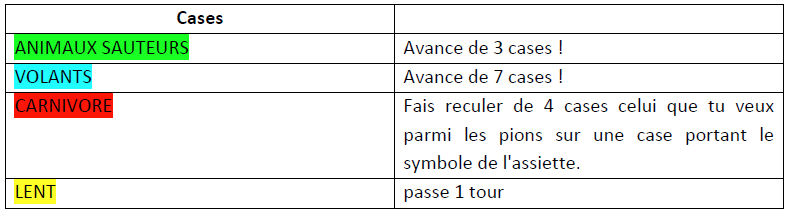 Cases
ANIMAUX SAUTEURS Avance de 3 cases !
VOLANTS Avance de 7 cases !
CARNIVORE Fais reculer de 4 cases celui que tu veux
parmi les pions sur une case portant le
symbole de l'assiette.
LENT passe 1 tour